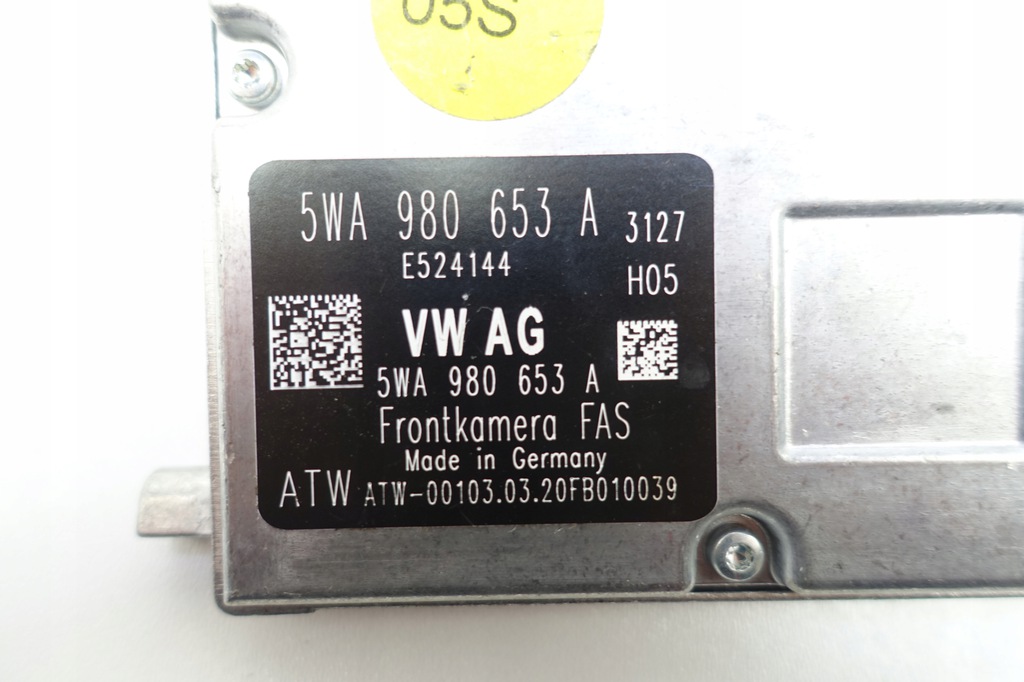 05S
5WA 980 653 A
3127
E524144
H05
VW AG
5WA 980 653 A
Frontkamera FAS
Made in Germany
ATW ATW-00103.03.20FB010039